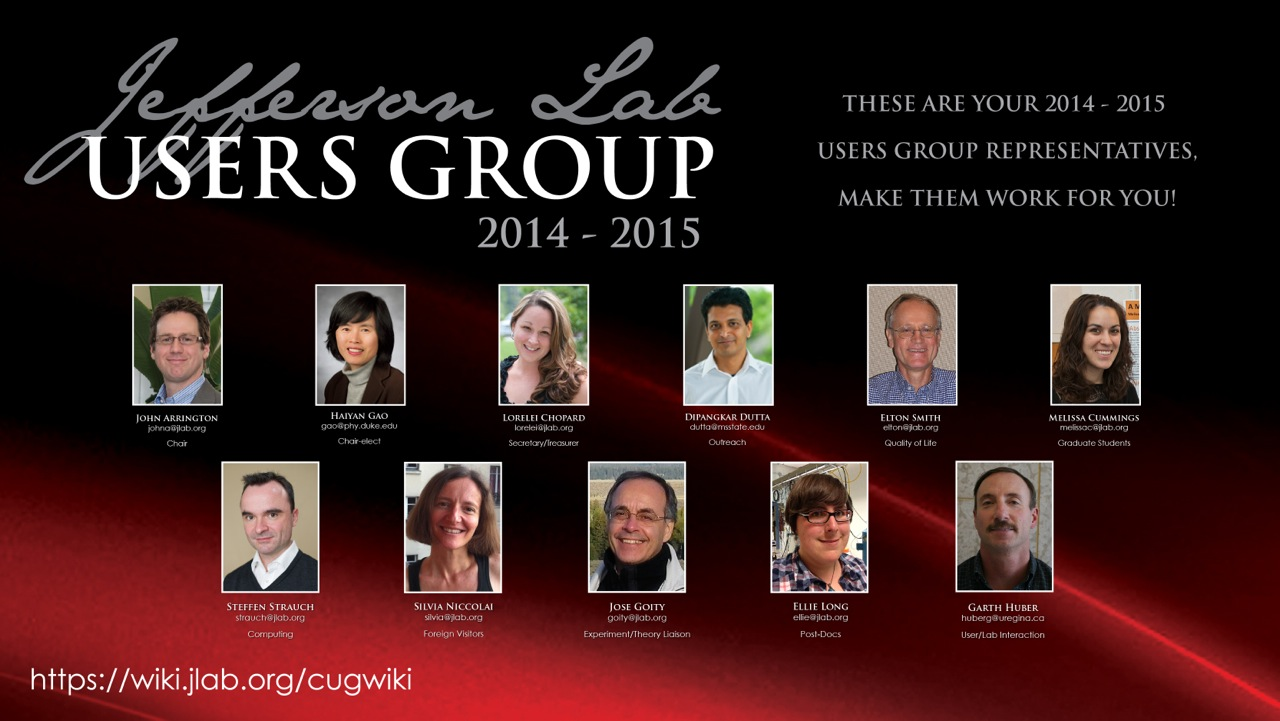 Jefferson Lab
USERS GROUP
2014 - 2015
THESE ARE YOUR 2014 - 2015
USERS GROUP REPRESENTATIVES,
MAKE THEM WORK FOR YOU!
JOHN ARRINGTON
johna@jlab.org
Chair
HAIYAN GAO
gao@phy.duke.edu
Chair-elect
LORELEI CHOPARD
lorelei@jlab.org
Secretary/Treasurer
DIPANGKAR DUTTA
dutta@msstate.edu
Outreach
ELTON SMITH
elton@jlab.org
Quality of Life
MELISSA CUMMINGS
melissac@jlab.org
Graduate Students
STEFFEN STRAUCH
strauch@jlab.org
Computing
SILVIA NICCOLAI
silvia@jlab.org
Foreign Visitors
JOSE GOITY
goity@jlab.org
Experiment/Theory Liaison
ELLIE LONG
ellie@jlab.org
Post-Docs
GARTH HUBER
huberg@uregina.ca
User/Lab Interaction
https://wiki.jlab.org/cugwiki